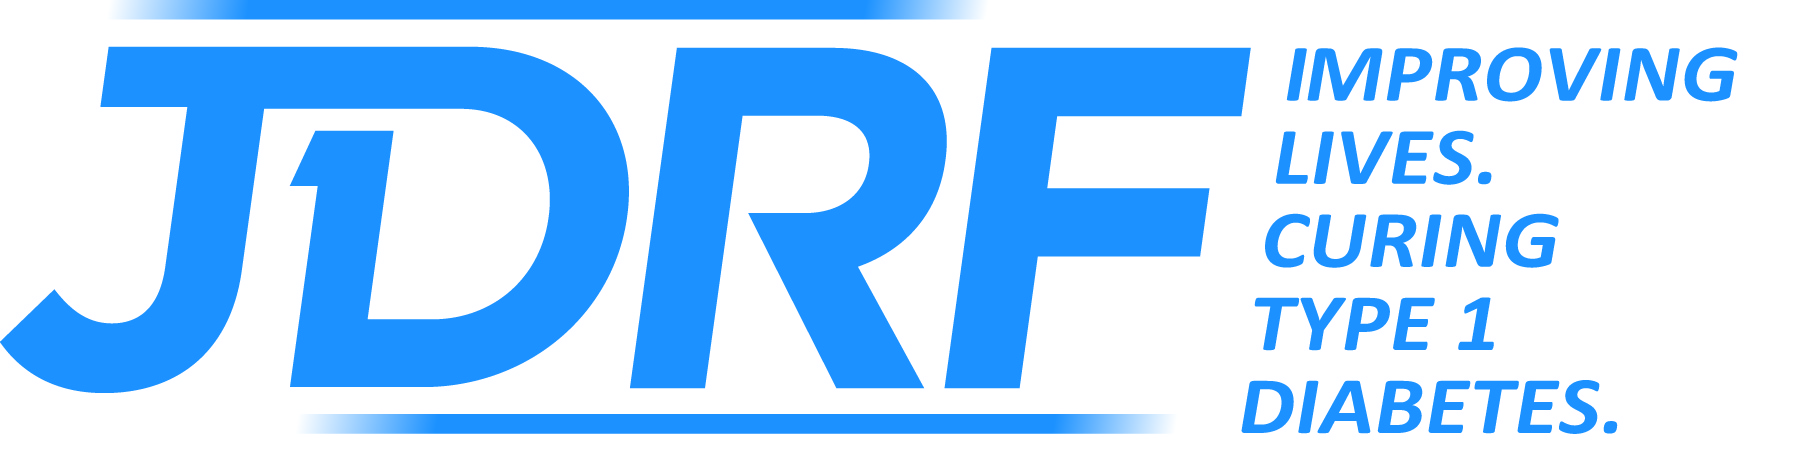 JDRF
IMPROVING
LIVES.
CURING
TYPE 1
DIABETES.